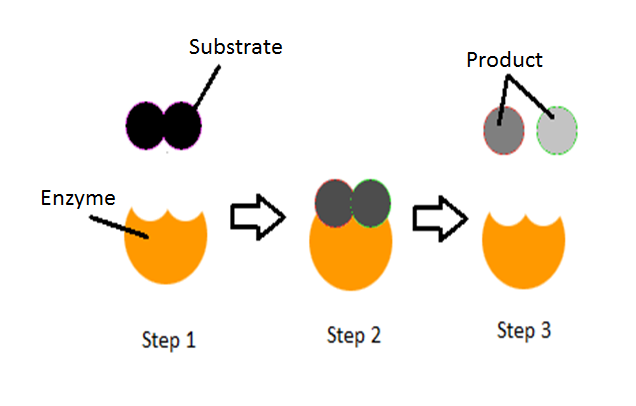 Substrate
Product
Enzyme
Step 1
Step 2
Step 3